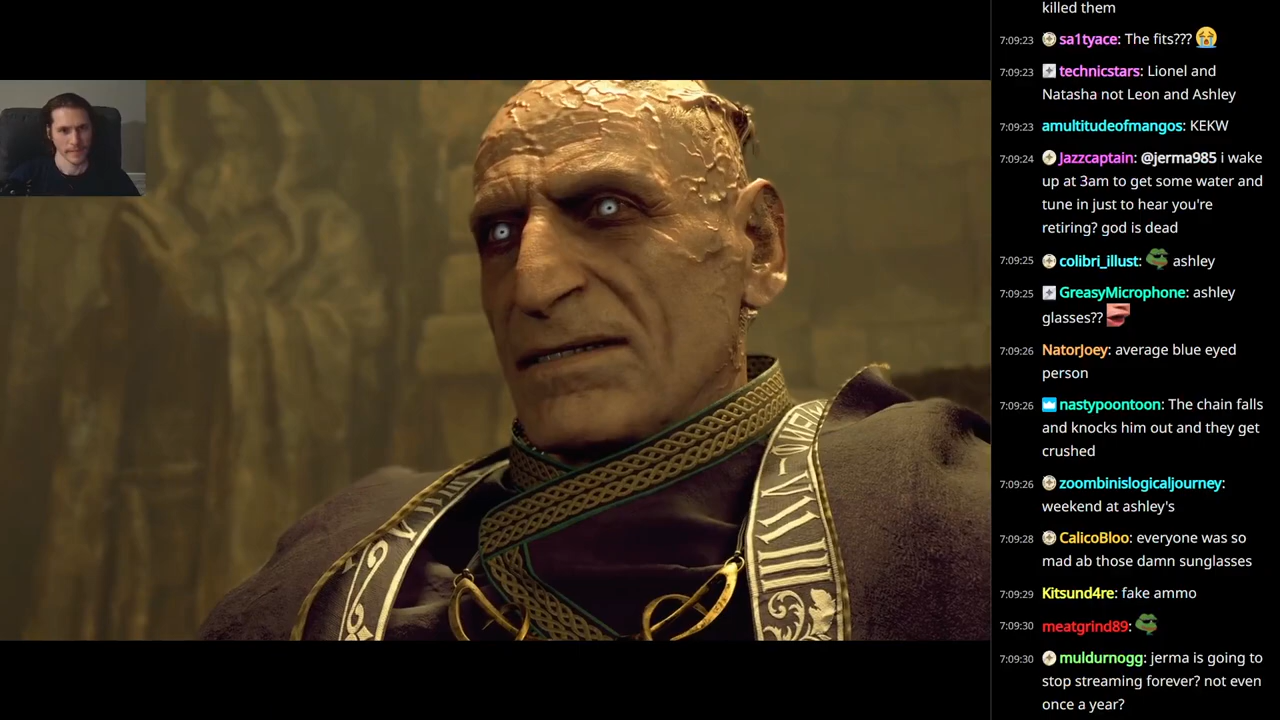 killed them
7:09:23 sa1tyace: The fits???
7:09:23 technicstars: Lionel and
Natasha not Leon and Ashley
7:09:23 amultitudeofmangos: KEKW
7:09:24 Jazzcaptain: @jerma985 i wake
up at 3am to get some water and
tune in just to hear you're
retiring? god is dead
7:09:25 colibri_illust: ashley
7:09:25 GreasyMicrophone: ashley
glasses??
7:09:26 NatorJoey: average blue eyed
person
7:09:26 nastypoontoon: The chain falls
and knocks him out and they get
crushed
7:09:26 zoombinislogicaljourney:
weekend at ashley's
7:09:28 CalicoBloo: everyone was so
mad ab those damn sunglasses
7:09:29 Kitsund4re: fake ammo
7:09:30 meatgrind89:
7:09:30 muldurnogg: jerma is going to
stop streaming forever? not even
once a year?